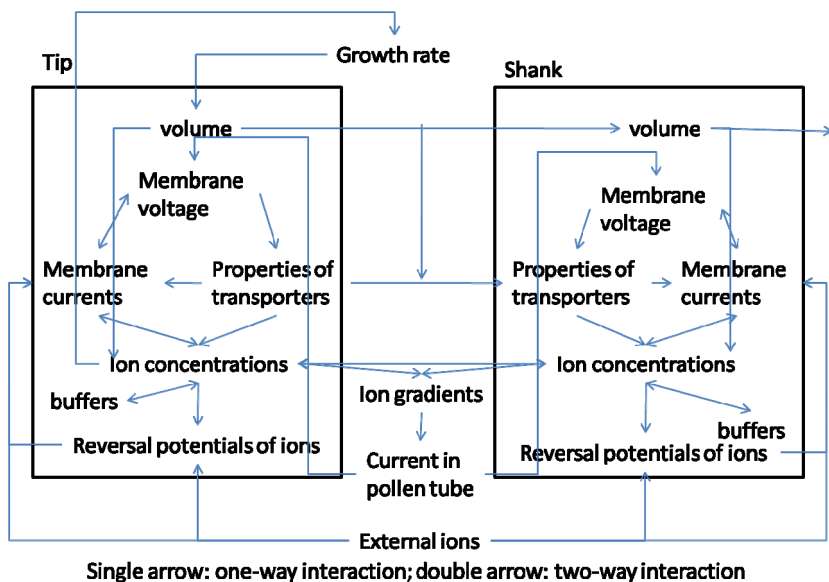 Growth rate
Tip
Shank
volume
volume
Membrane
voltage
Membrane
voltage
Membrane
currents
Properties of
transporters
Properties of
transporters
Membrane
currents
Ion concentrations
Ion concentrations
buffers
Ion gradients
buffers
Reversal potentials of ions
Reversal potentials of ions
Current in
pollen tube
External ions
Single arrow: one-way interaction; double arrow: two-way interaction